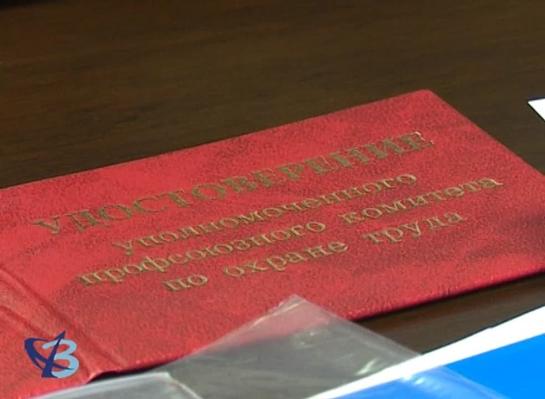 УДОСТОВЕРЕНИЕ
уполномоченного
профсоюзного комитета
по охране труда